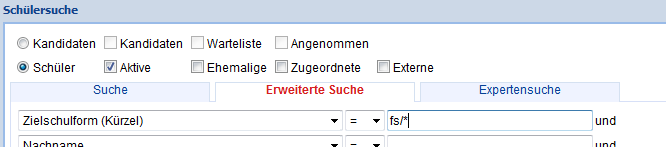 Schülersuche
Kandidaten Kandidaten Warteliste Angenommen
Schüler Aktive Ehemalige Zugeordnete Externe
Suche Erweiterte Suche Expertensuche
Zielschulform (Kürzel) = fs/* und
Nachname = und